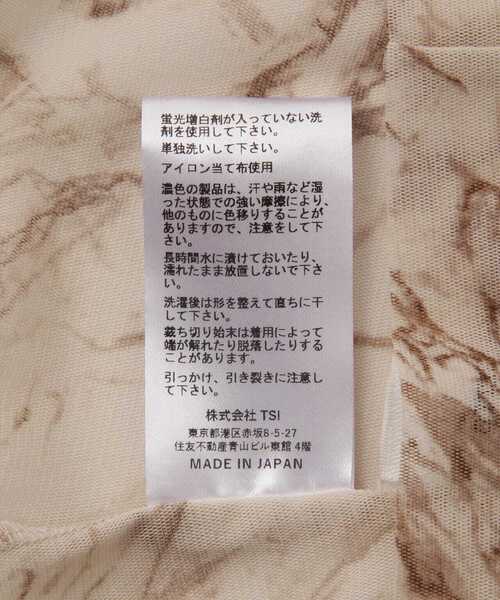 蛍光増白剤が入っていない洗
剤を使用して下さい。
単独洗いして下さい。
アイロン当て布使用
濃色の製品は、汗や雨など湿
った状態での強い摩擦により、
他のものに色移りすることが
ありますので、注意をして下
さい。
長時間水に漬けておいたり、
濡れたまま放置しないで下さ
い。
洗濯後は形を整えて直ちに干
して下さい。
裁ち切り始末は着用によって
端が解れたり脱落したりする
ことがあります。
引っかけ、引き裂きに注意し
て下さい。
株式会社 TSI
東京都港区赤坂8-5-27
住友不動産青山ビル東館 4階
MADE IN JAPAN